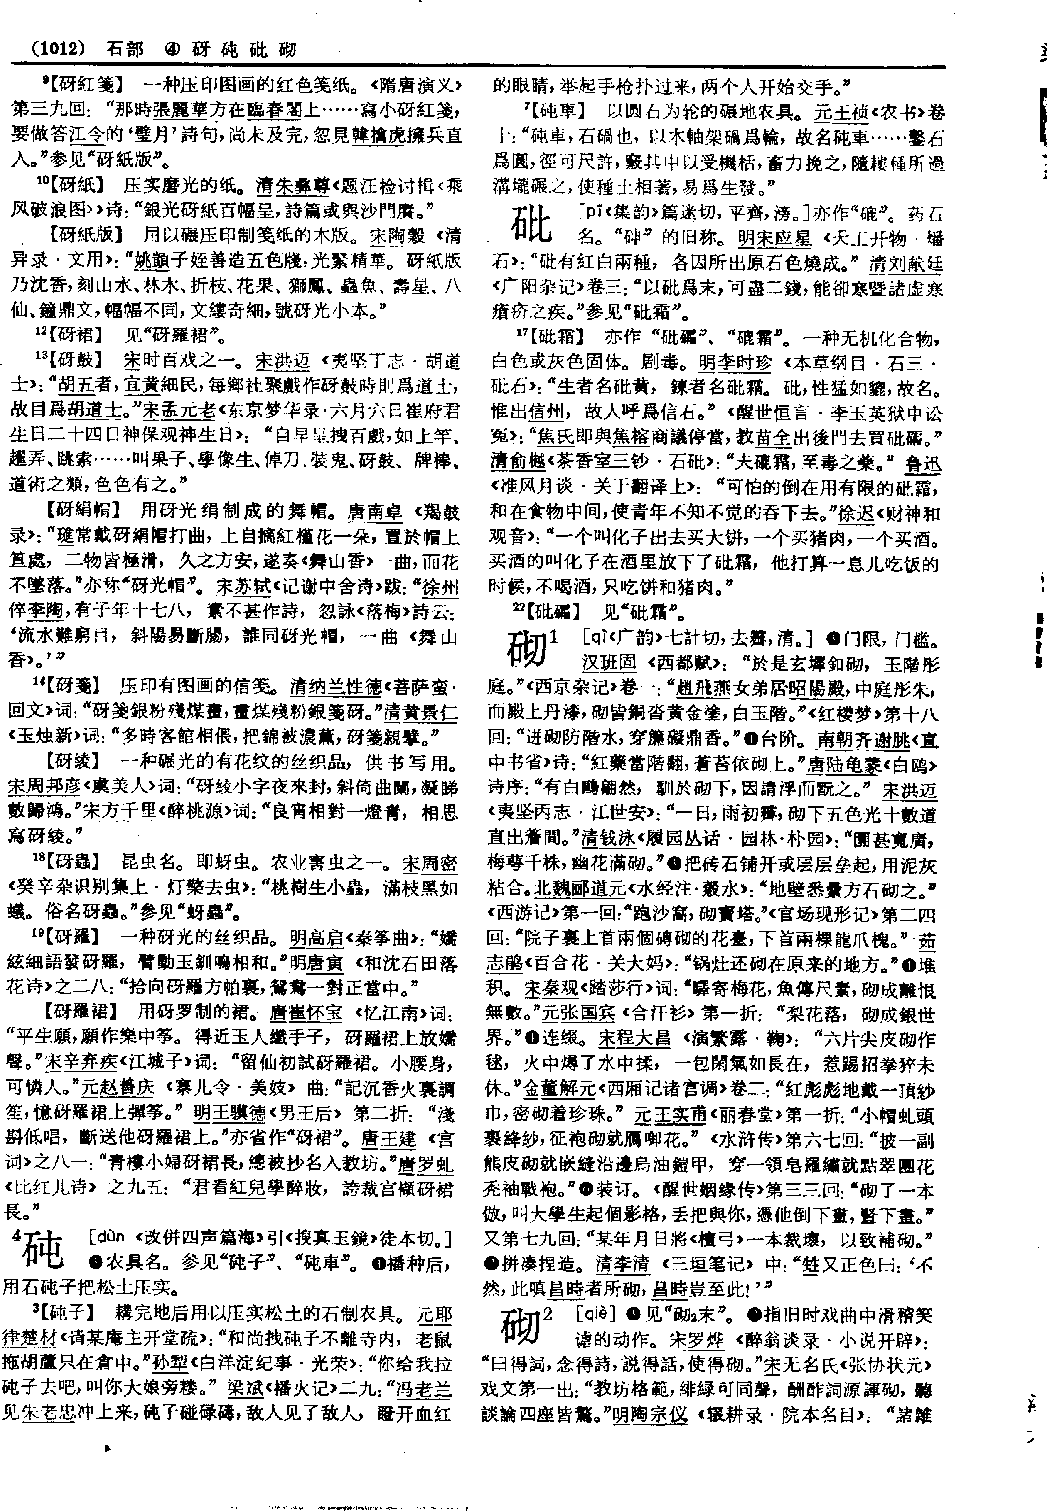 (1012) 石部 ④ 砑 砘 砒 砌
⁹【砑紅箋】 一种压印图画的红色笺纸。《隋唐演义》
第三九回：“那時張麗華方在臨春閣上……寫小砑紅箋，
要做答江令的‘璧月’詩句，尚未及完，忽見韓擒虎擁兵直
入。”参见“砑紙版”。
¹⁰【砑紙】 压实磨光的纸。清朱彝尊《题汪检讨楫〈乘
风破浪图〉》诗：“銀光砑紙百幅呈，詩篇或與沙門賡。”
【砑紙版】 用以碾压印制笺纸的木版。宋陶穀《清
异录·文用》：“姚顗子姪善造五色牋，光緊精華。砑紙版
乃沈香，刻山水、林木、折枝、花果、獅鳳、蟲魚、壽星、八
仙、鐘鼎文，幅幅不同，文縷奇細，號砑光小本。”
¹²【砑裙】 见“砑羅裙”。
¹³【砑鼓】 宋时百戏之一。宋洪迈《夷坚丁志·胡道
士》：“胡五者，宜黃細民，每鄉社聚戲作砑鼓時則爲道士，
故目爲胡道士。”宋孟元老《东京梦华录·六月六日崔府君
生日二十四日神保观神生日》：“自早呈拽百戲，如上竿、
趯弄、跳索……叫果子、學像生、倬刀、裝鬼、砑鼓、牌棒、
道術之類，色色有之。”
【砑絹帽】 用砑光绢制成的舞帽。唐南卓《羯鼓
录》：“璡常戴砑絹帽打曲，上自摘紅槿花一朵，置於帽上
笪處，二物皆極滑，久之方安，遂奏《舞山香》一曲，而花
不墜落。”亦称“砑光帽”。宋苏轼《记谢中舍诗》跋：“徐州
倅李陶，有子年十七八，素不甚作詩，忽詠《落梅》詩云：
‘流水難窮目，斜陽易斷腸，誰同砑光帽，一曲《舞山
香》。’”
¹⁴【砑箋】 压印有图画的信笺。清纳兰性德《菩萨蛮·
回文》词：“砑箋銀粉殘煤畫，畫煤殘粉銀箋砑。”清黄景仁
《玉烛新》词：“多時客館相偎，把錦被濃薰，砑箋親擘。”
【砑绫】 一种碾光的有花纹的丝织品，供书写用。
宋周邦彦《虞美人》词：“砑绫小字夜來封，斜倚曲闌，凝睇
數歸鴻。”宋方千里《醉桃源》词：“良宵相對一燈青，相思
寫砑绫。”
¹⁸【砑蟲】 昆虫名。即蚜虫。农业害虫之一。宋周密
《癸辛杂识别集上·灯檠去虫》：“桃樹生小蟲，滿枝黑如
蟻。俗名砑蟲。”参见“蚜蟲”。
¹⁹【砑羅】 一种砑光的丝织品。明高启《秦筝曲》：“嬌
絃細語發砑羅，臂動玉釧鳴相和。”明唐寅《和沈石田落
花诗》之二八：“拾向砑羅方帕裏，鴛鴦一對正當中。”
【砑羅裙】 用砑罗制的裙。唐崔怀宝《忆江南》词：
“平生願，願作樂中筝。得近玉人纖手子，砑羅裙上放嬌
聲。”宋辛弃疾《江城子》词：“留仙初試砑羅裙。小腰身，
可憐人。”元赵善庆《寨儿令·美妓》曲：“記沉香火裏調
笙，憶砑羅裙上彈筝。”明王骥德《男王后》第二折：“淺
斟低唱，斷送他砑羅裙上。”亦省作“砑裙”。唐王建《宫
词》之八一：“青樓小婦砑裙長，總被抄名入教坊。”唐罗虬
《比红儿诗》之九五：“君看紅兒學醉妝，誇裁宫襭砑裙
長。”
⁴砘 [dùn《改併四声篇海》引《搜真玉鏡》徒本切。]
❶农具名。参见“砘子”、“砘車”。❷播种后，
用石砘子把松土压实。
³【砘子】 耩完地后用以压实松土的石制农具。元耶
律楚材《请某庵主开堂疏》：“和尚拽砘子不離寺内，老鼠
拖胡蘆只在倉中。”孙犁《白洋淀纪事·光荣》：“你给我拉
砘子去吧，叫你大娘旁耧。”梁斌《播火记》二九：“冯老兰
见朱老忠冲上来，砘子碰碌碡，敌人见了敌人，瞪开血红
的眼睛，举起手枪扑过来，两个人开始交手。”
⁷【砘車】 以圆石为轮的碾地农具。元王祯《农书》卷
十：“砘車，石碢也，以木軸架碢爲輪，故名砘車……鑿石
爲圓，徑可尺許，竅其中以受機栝，畜力挽之，隨耬種所過
溝壠碾之，使種土相著，易爲生發。”
砒 [pī《集韵》篇迷切，平齊，滂。]亦作“磇”。药石
名。“砷”的旧称。明宋应星《天工开物·燔
石》：“砒有紅白兩種，各因所出原石色燒成。”清刘献廷
《广阳杂记》卷三：“以砒爲末，可盡二錢，能卻寒暨諸虛寒
瘡疥之疾。”参见“砒霜”。
¹⁷【砒霜】 亦作“砒礵”、“磇霜”。一种无机化合物，
白色或灰色固体。剧毒。明李时珍《本草纲目·石三·
砒石》：“生者名砒黄，鍊者名砒霜。砒，性猛如貔，故名。
惟出信州，故人呼爲信石。”《醒世恒言·李玉英狱中讼
冤》：“焦氏即與焦榕商議停當，教苗全出後門去買砒礵。”
清俞樾《茶香室三钞·石砒》：“夫磇霜，至毒之藥。”鲁迅
《准风月谈·关于翻译上》：“可怕的倒在用有限的砒霜，
和在食物中间，使青年不知不觉的吞下去。”徐迟《财神和
观音》：“一个叫化子出去买大饼，一个买猪肉，一个买酒。
买酒的叫化子在酒里放下了砒霜，他打算一息儿吃饭的
时候，不喝酒，只吃饼和猪肉。”
²²【砒礵】 见“砒霜”。
砌¹ [qì《广韵》七計切，去霽，清。]❶门限，门槛。
汉班固《西都赋》：“於是玄墀釦砌，玉階彤
庭。”《西京杂记》卷一：“趙飛燕女弟居昭陽殿，中庭彤朱，
而殿上丹漆，砌皆銅沓黄金塗，白玉階。”《红楼梦》第十八
回：“迸砌防階水，穿簾礙鼎香。”❷台阶。南朝齐谢朓《直
中书省》诗：“紅藥當階翻，蒼苔依砌上。”唐陆龟蒙《白鸥》
诗序：“有白鷗翩然，馴於砌下，因請浮而翫之。”宋洪迈
《夷坚丙志·江世安》：“一日，雨初霽，砌下五色光十數道
直出簷間。”清钱泳《履园丛话·园林·朴园》：“園甚寬廣，
梅萼千株，幽花滿砌。”❸把砖石铺开或层层垒起，用泥灰
粘合。北魏郦道元《水经注·穀水》：“地壁悉纍方石砌之。”
《西游记》第一回：“跑沙窩，砌寶塔。”《官场现形记》第二四
回：“院子裏上首兩個磚砌的花臺，下首兩棵龍爪槐。”茹
志鹃《百合花·关大妈》：“锅灶还砌在原来的地方。”❹堆
积。宋秦观《踏莎行》词：“驛寄梅花，魚傳尺素，砌成離恨
無數。”元张国宾《合汗衫》第一折：“梨花落，砌成銀世
界。”❺连缀。宋程大昌《演繁露·鞠》：“六片尖皮砌作
毬，火中燖了水中揉，一包閑氣如長在，惹踢招拳猝未
休。”金董解元《西厢记诸宫调》卷二：“紅彪彪地戴一頂紗
巾，密砌着珍珠。”元王实甫《丽春堂》第一折：“小帽虬頭
裹絳紗，征袍砌就雁啣花。”《水浒传》第六七回：“披一副
熊皮砌就嵌縫沿邊烏油鎧甲，穿一領皂羅繡就點翠團花
秃袖戰袍。”❻装订。《醒世姻缘传》第三三回：“砌了一本
倣，叫大學生起個影格，丢把與你，憑他倒下畫，豎下畫。”
又第七九回：“某年月日將《檀弓》一本裁壞，以致補砌。”
❼拼凑捏造。清李清《三垣笔记》中：“甡又正色曰：‘不
然，此嗔昌時者所砌，昌時豈至此！’”
砌² [qiè] ❶见“砌₂末”。❷指旧时戏曲中滑稽笑
谑的动作。宋罗烨《醉翁谈录·小说开辟》：
“曰得詞，念得詩，説得話，使得砌。”宋无名氏《张协状元》
戏文第一出：“教坊格範，緋緑可同聲，酬酢詞源諢砌，聽
談論四座皆驚。”明陶宗仪《辍耕录·院本名目》：“諸雜